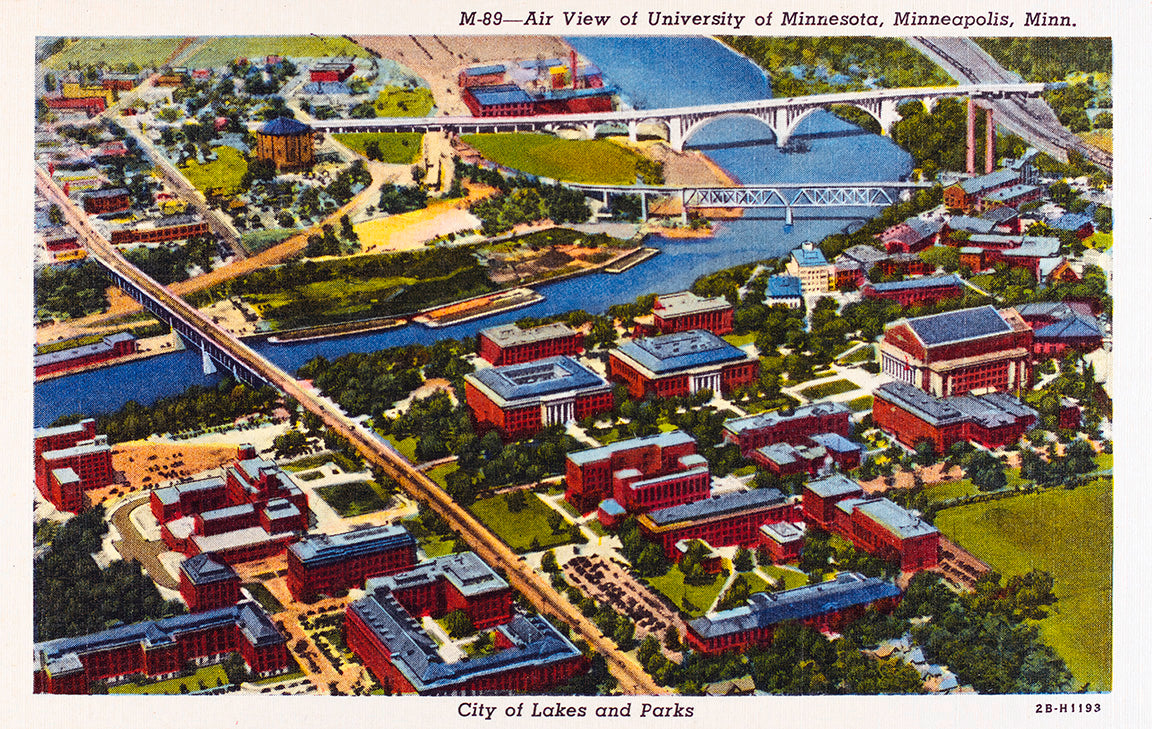 M-89—Air View of University of Minnesota, Minneapolis, Minn.
City of Lakes and Parks
2B-H1193